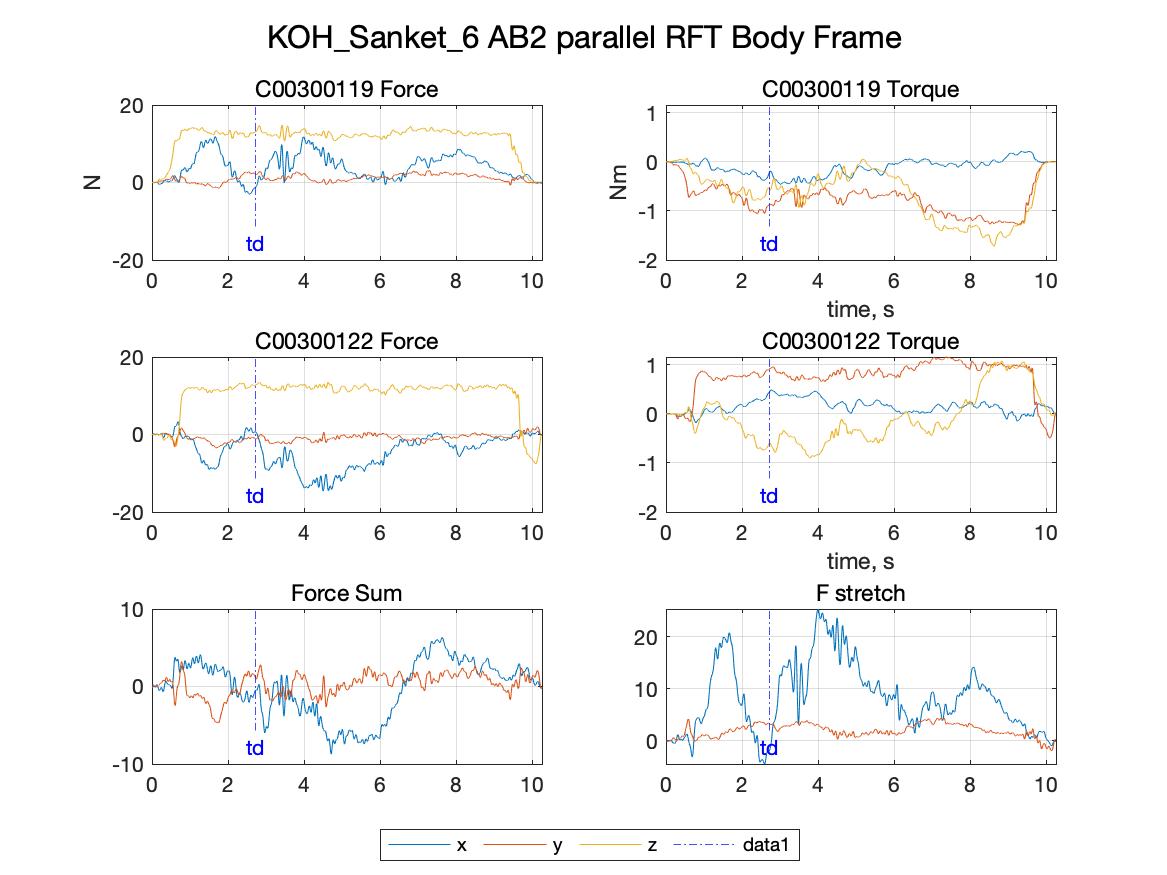 KOH_Sanket_6 AB2 parallel RFT Body Frame
C00300119 Force
20
0
-20
N
td
0 2 4 6 8 10
C00300119 Torque
1
0
-1
-2
Nm
td
0 2 4 6 8 10
time, s
C00300122 Force
20
0
-20
td
0 2 4 6 8 10
C00300122 Torque
1
0
-1
-2
td
0 2 4 6 8 10
time, s
Force Sum
10
0
-10
td
0 2 4 6 8 10
F stretch
20
10
0
td
0 2 4 6 8 10
x y z data1